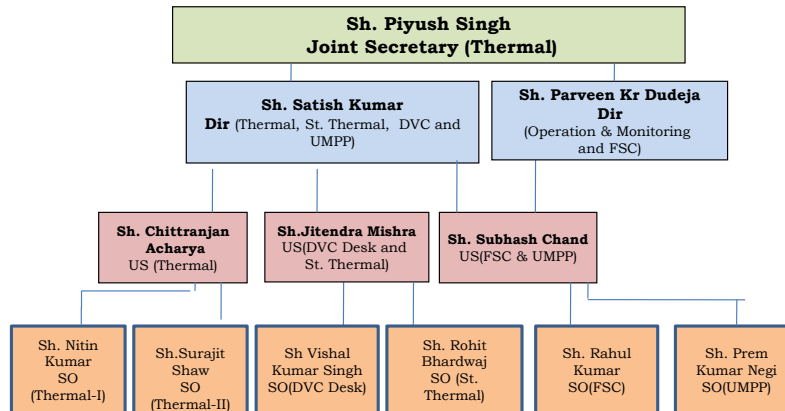 Sh. Piyush Singh
Joint Secretary (Thermal)
Sh. Satish Kumar
Dir (Thermal, St. Thermal, DVC and
UMPP)
Sh. Parveen Kr Dudeja
Dir
(Operation & Monitoring
and FSC)
Sh. Chittranjan
Acharya
US (Thermal)
Sh.Jitendra Mishra
US(DVC Desk and
St. Thermal)
Sh. Subhash Chand
US(FSC & UMPP)
Sh. Nitin
Kumar
SO
(Thermal-I)
Sh.Surajit
Shaw
SO
(Thermal-II)
Sh Vishal
Kumar Singh
SO(DVC Desk)
Sh. Rohit
Bhardwaj
SO (St.
Thermal)
Sh. Rahul
Kumar
SO(FSC)
Sh. Prem
Kumar Negi
SO(UMPP)